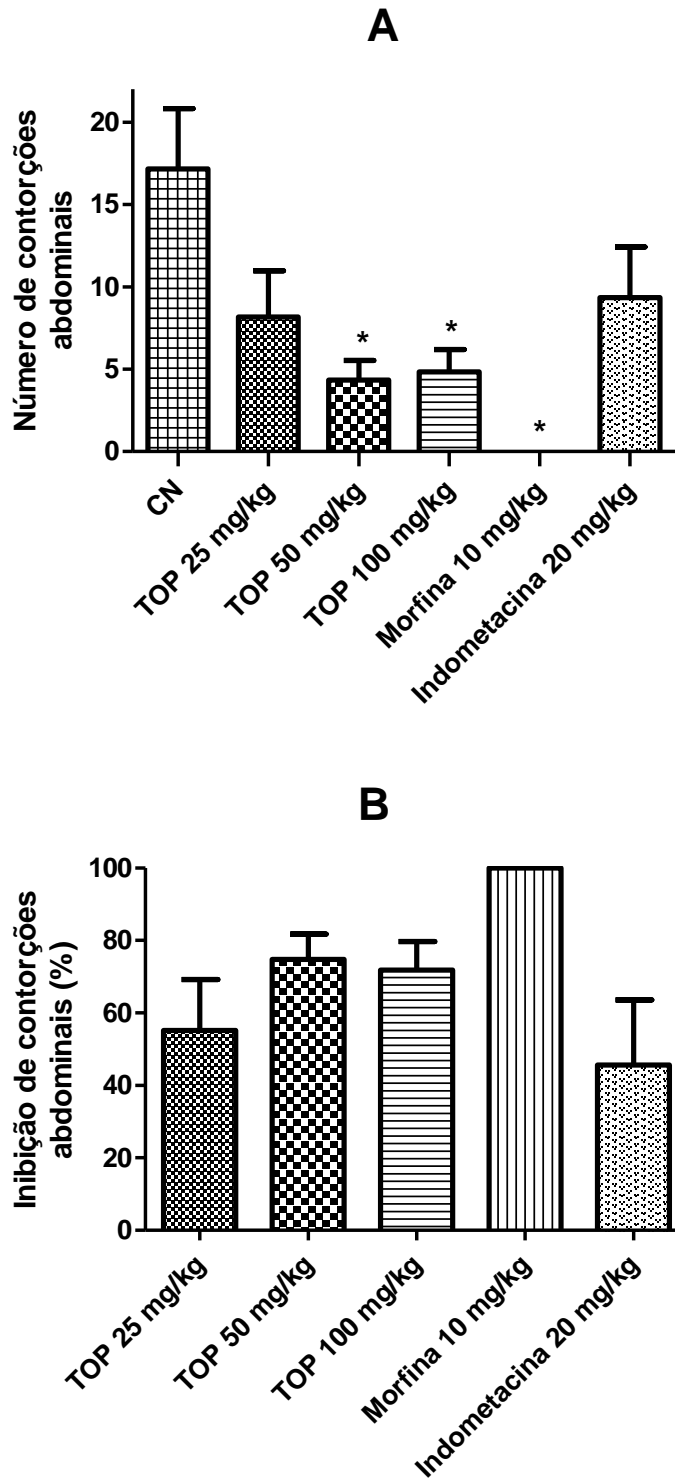 A
Número de contorções
abdominais
20
15
10
5
0
*
*
*
CN
TOP 25 mg/kg
TOP 50 mg/kg
TOP 100 mg/kg
Morfina 10 mg/kg
Indometacina 20 mg/kg
B
Inibição de contorções
abdominais (%)
100
80
60
40
20
0
TOP 25 mg/kg
TOP 50 mg/kg
TOP 100 mg/kg
Morfina 10 mg/kg
Indometacina 20 mg/kg